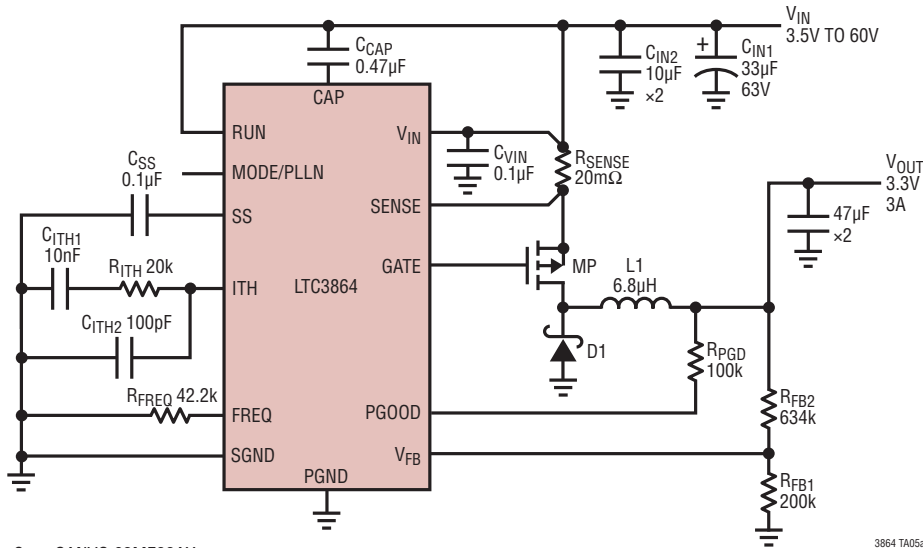 VIN
3.5V TO 60V
CCAP
0.47µF
CIN2
10µF
×2
+
CIN1
33µF
63V
CAP
RUN
VIN
CVIN
0.1µF
RSENSE
20mΩ
CSS
0.1µF
MODE/PLLN
VOUT
3.3V
3A
SS
SENSE
47µF
×2
CITH1
10nF
RITH 20k
ITH
LTC3864
GATE
MP
L1
6.8µH
CITH2 100pF
D1
RPGD
100k
RFREQ 42.2k
FREQ
PGOOD
RFB2
634k
SGND
VFB
PGND
RFB1
200k
3864 TA05a